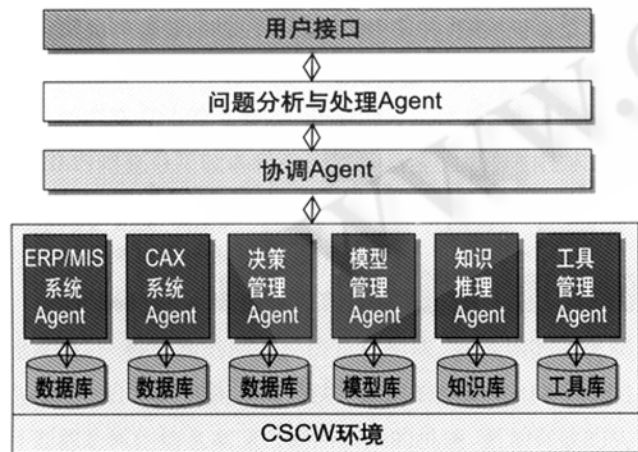 用户接口
问题分析与处理Agent
协调Agent
ERP/MIS
系统
Agent
CAX
系统
Agent
决策
管理
Agent
模型
管理
Agent
知识
推理
Agent
工具
管理
Agent
数据库
数据库
数据库
模型库
知识库
工具库
CSCW环境